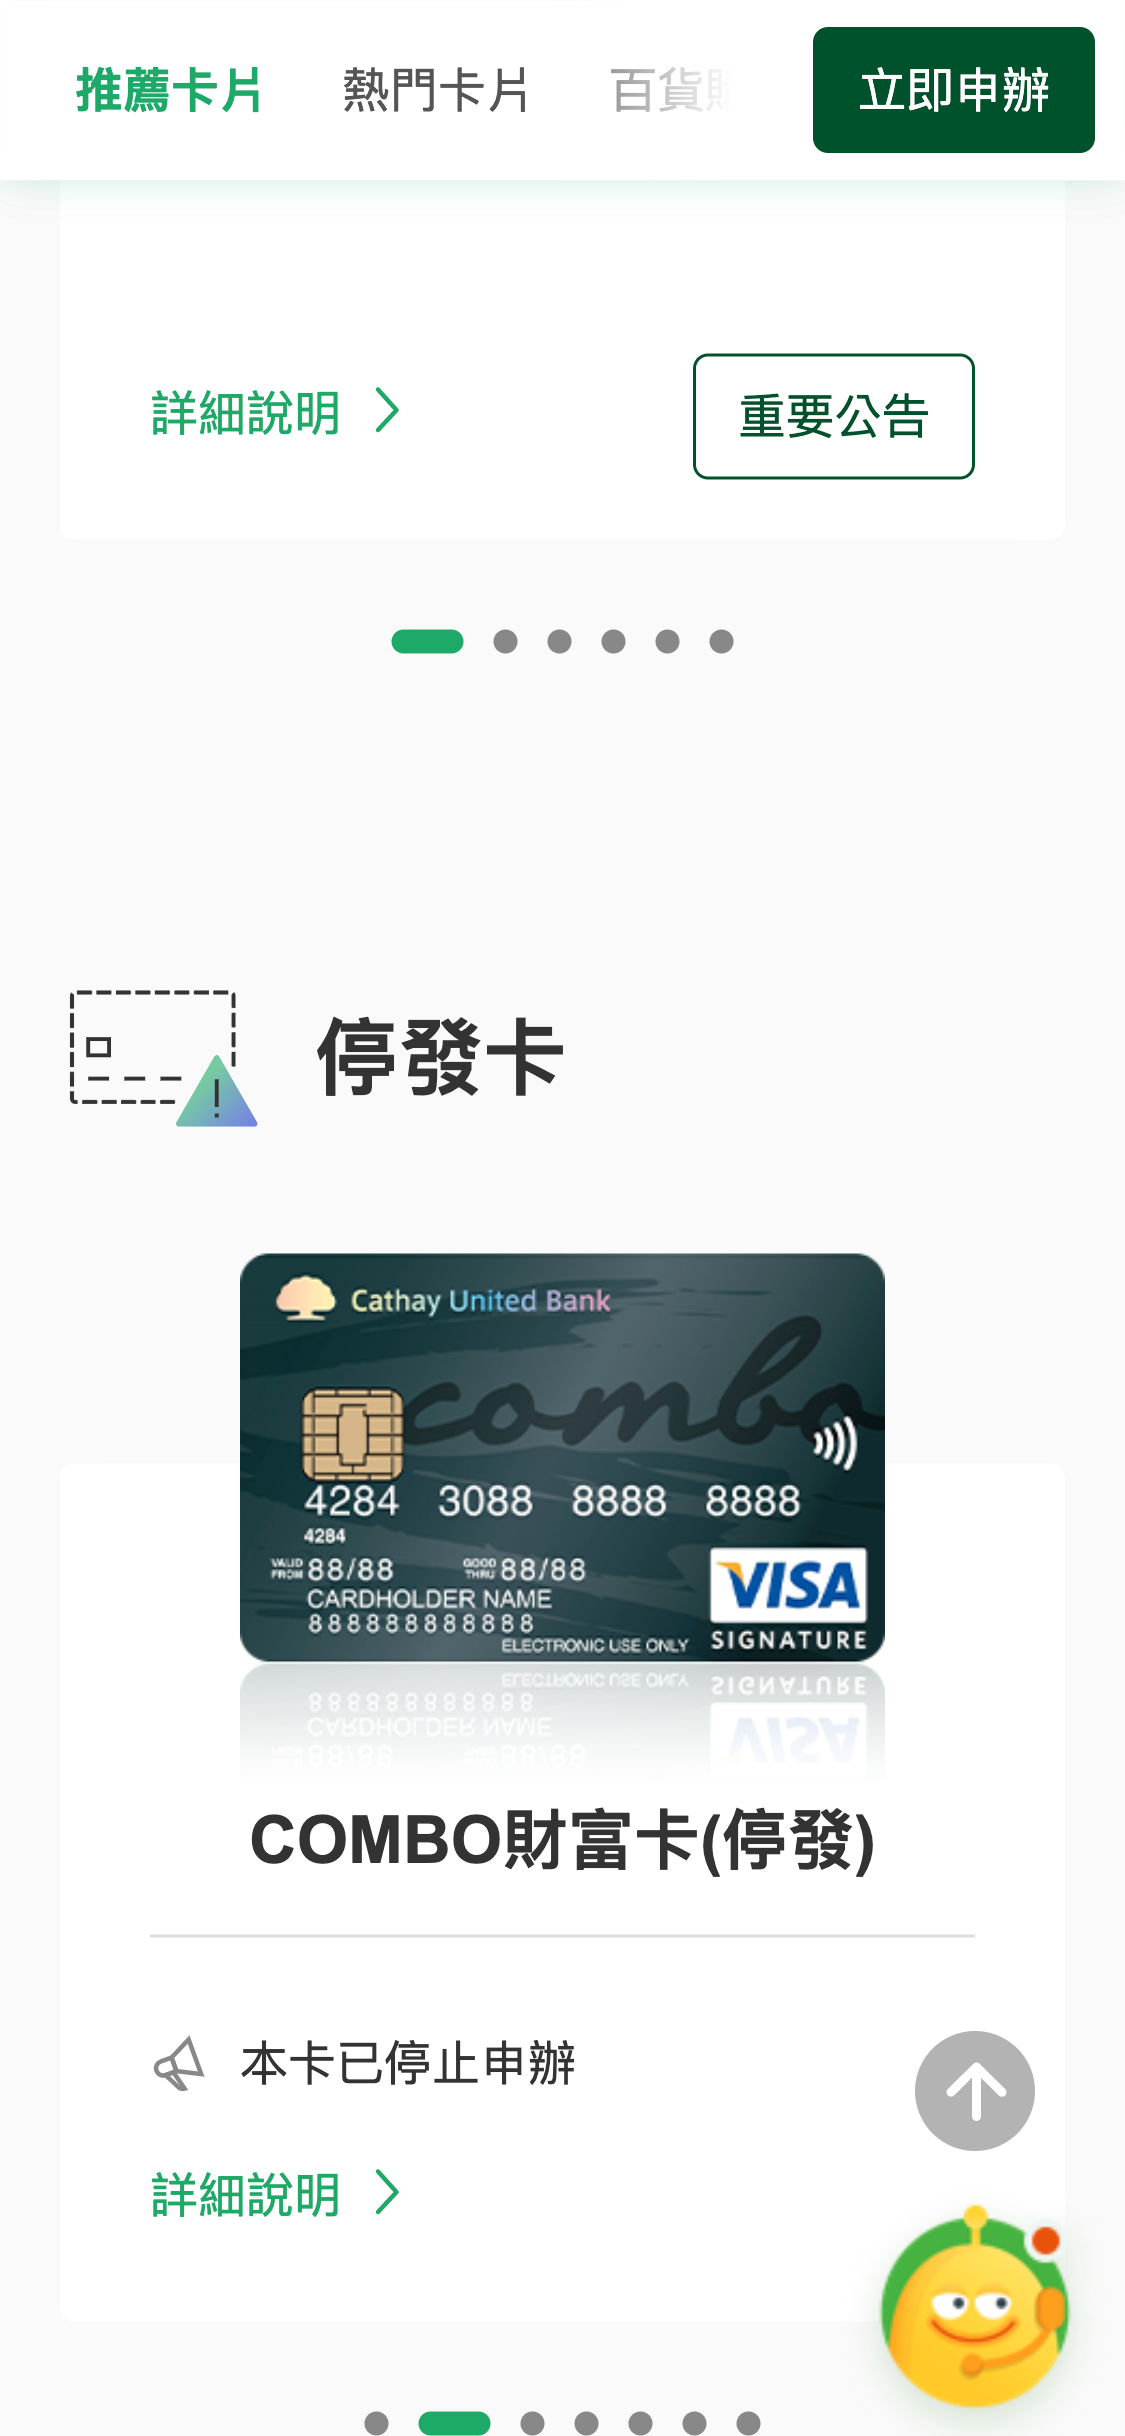 推薦卡片 熱門卡片 百貨 立即申辦
詳細說明 重要公告
停發卡
Cathay United Bank
combo
4284 3088 8888 8888
4284
VALID FROM 88/88 GOOD THRU 88/88
CARDHOLDER NAME
888888888888
ELECTRONIC USE ONLY
VISA
SIGNATURE
COMBO財富卡(停發)
本卡已停止申辦
詳細說明